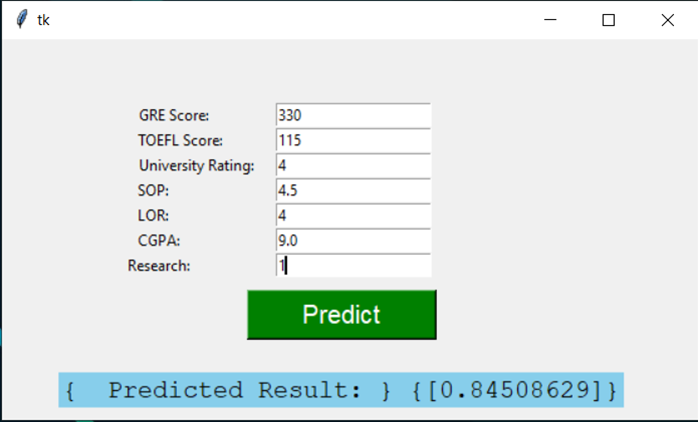 tk
GRE Score: 330
TOEFL Score: 115
University Rating: 4
SOP: 4.5
LOR: 4
CGPA: 9.0
Research: 1
Predict
{  Predicted Result: } {[0.84508629]}